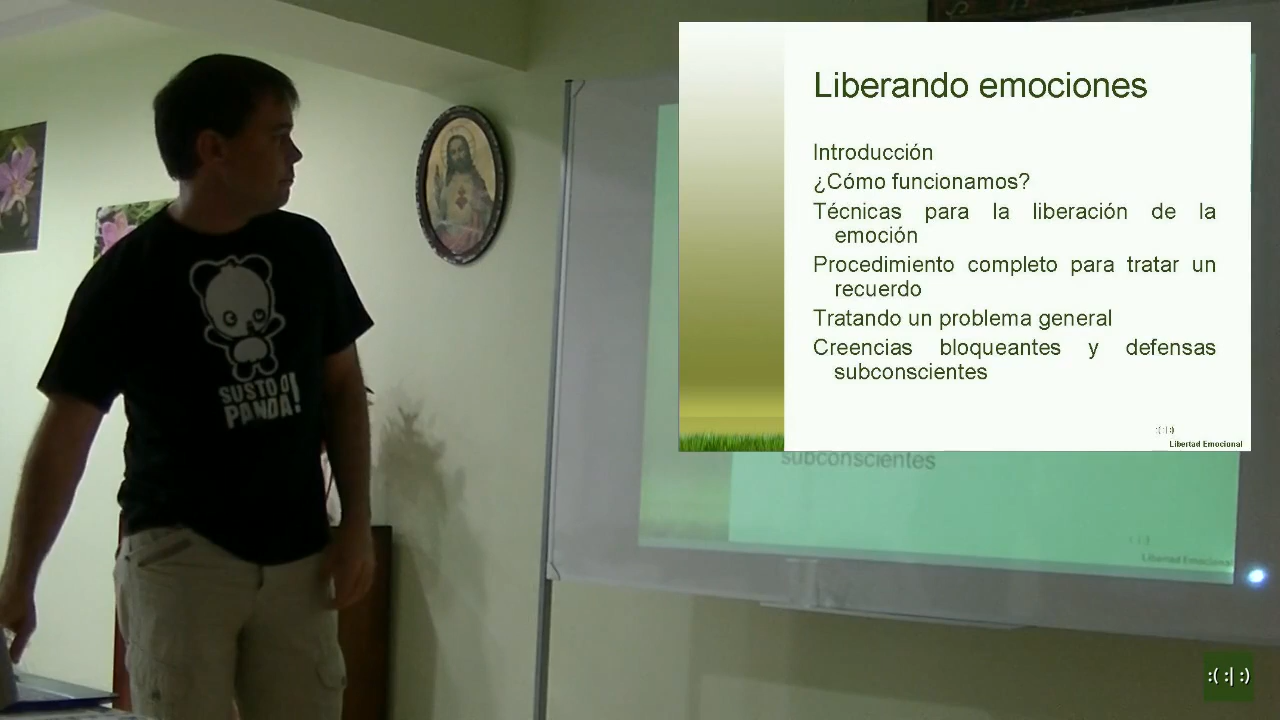 Liberando emociones
Introducción
¿Cómo funcionamos?
Técnicas para la liberación de la
emoción
Procedimiento completo para tratar un
recuerdo
Tratando un problema general
Creencias bloqueantes y defensas
subconscientes
:(:|:)
Libertad Emocional
subconscientes
Libertad Emocional
SUSTO O
PANDA!
:( :| :)